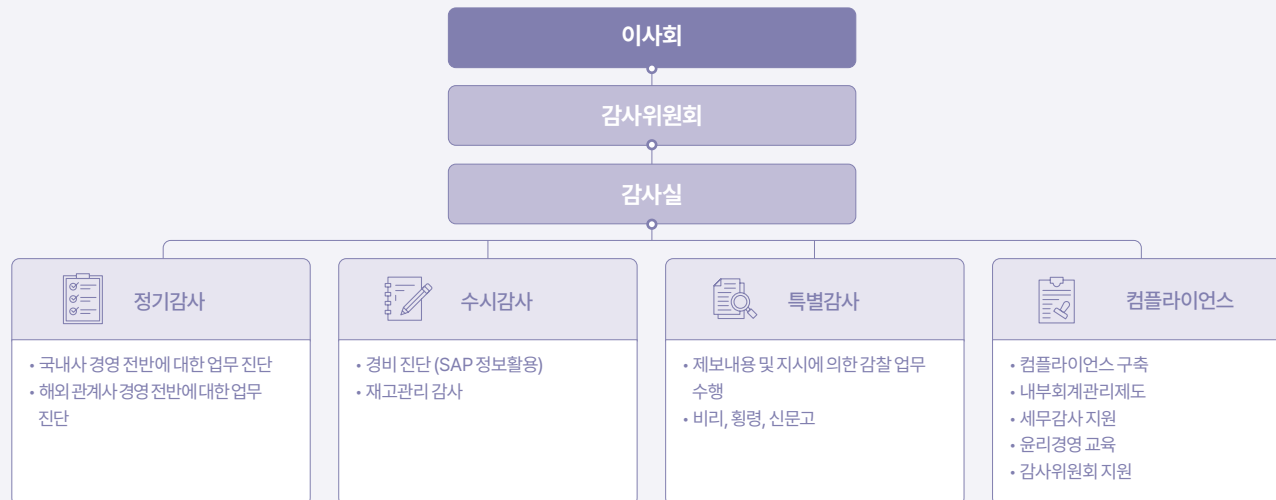 이사회
감사위원회
감사실
정기감사
• 국내사 경영 전반에 대한 업무 진단
• 해외 관계사 경영 전반에 대한 업무
진단
수시감사
• 경비 진단 (SAP 정보활용)
• 재고관리 감사
특별감사
• 제보내용 및 지시에 의한 감찰 업무
수행
• 비리, 횡령, 신문고
컴플라이언스
• 컴플라이언스 구축
• 내부회계관리제도
• 세무감사 지원
• 윤리경영 교육
• 감사위원회 지원